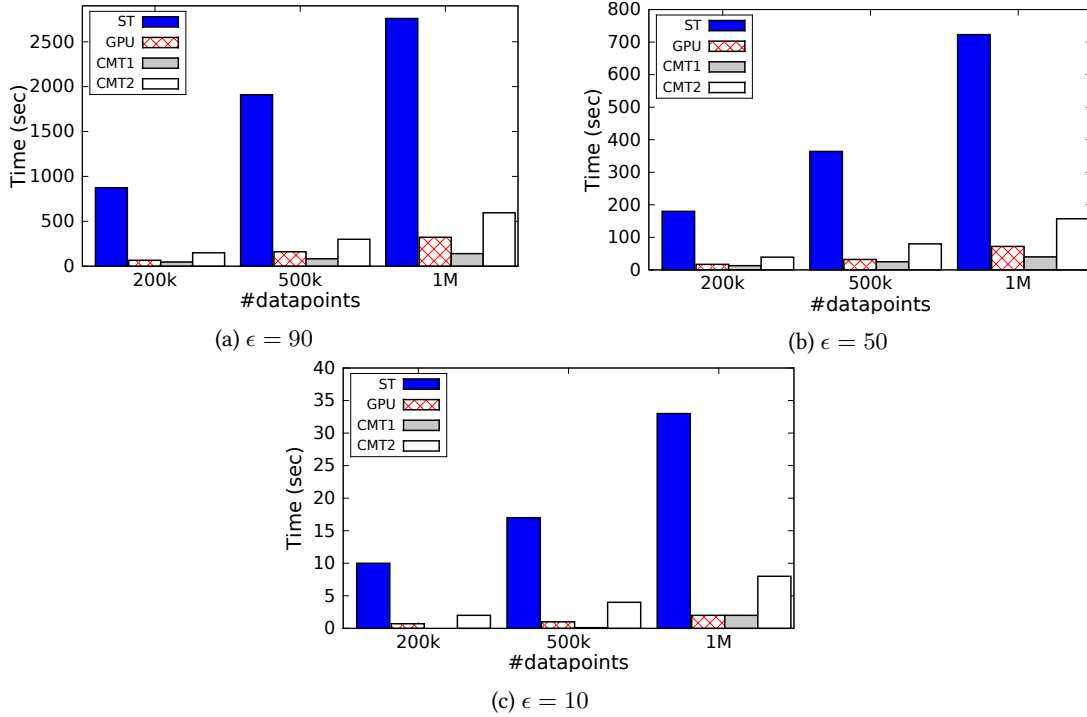 2500
2000
1500
1000
500
0
Time (sec)
ST
GPU
CMT1
CMT2
200k
500k
1M
#datapoints
(a) ϵ = 90
800
700
600
500
400
300
200
100
0
Time (sec)
ST
GPU
CMT1
CMT2
200k
500k
1M
#datapoints
(b) ϵ = 50
40
35
30
25
20
15
10
5
0
Time (sec)
ST
GPU
CMT1
CMT2
200k
500k
1M
#datapoints
(c) ϵ = 10